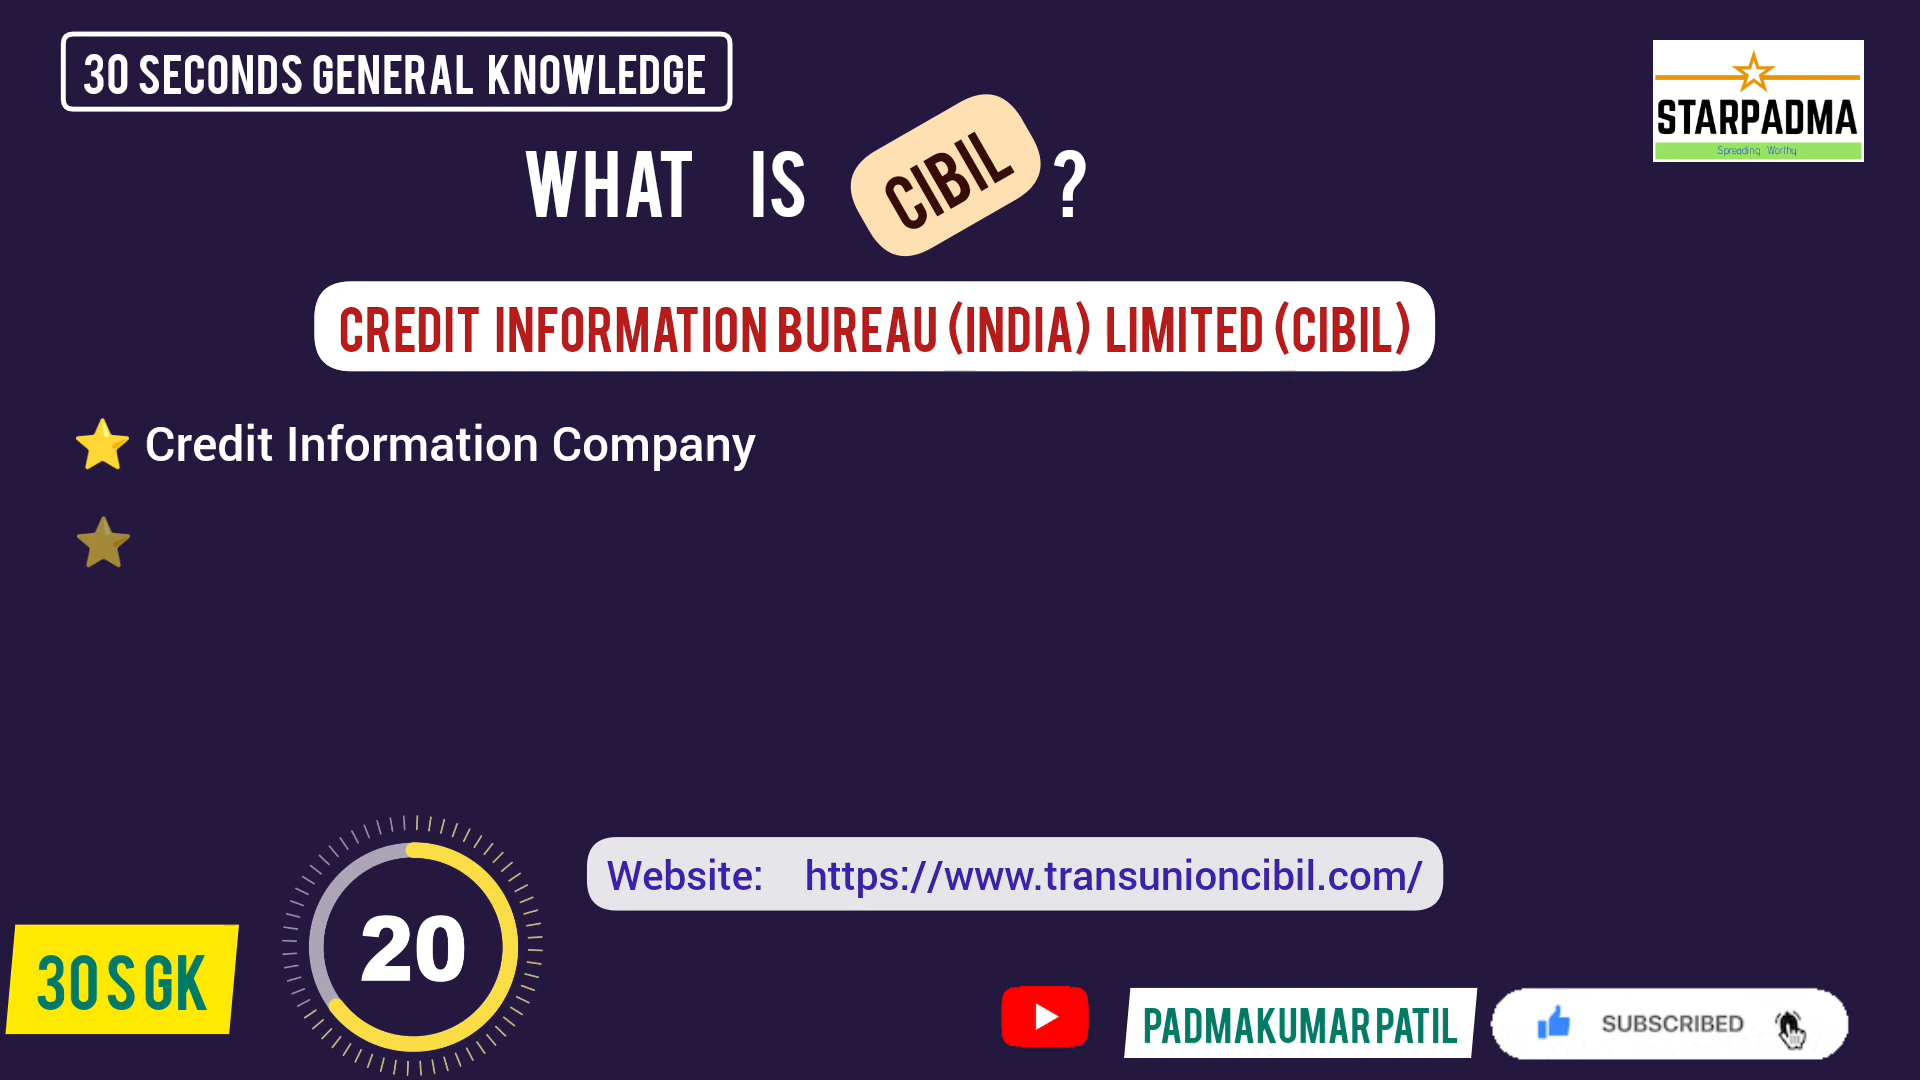 30 SECONDS GENERAL KNOWLEDGE
STARPADMA
Spreading Worthy
WHAT IS CIBIL ?
CREDIT INFORMATION BUREAU (INDIA) LIMITED (CIBIL)
Credit Information Company
Website: https://www.transunioncibil.com/
20
30 S GK
PADMAKUMAR PATIL
SUBSCRIBED